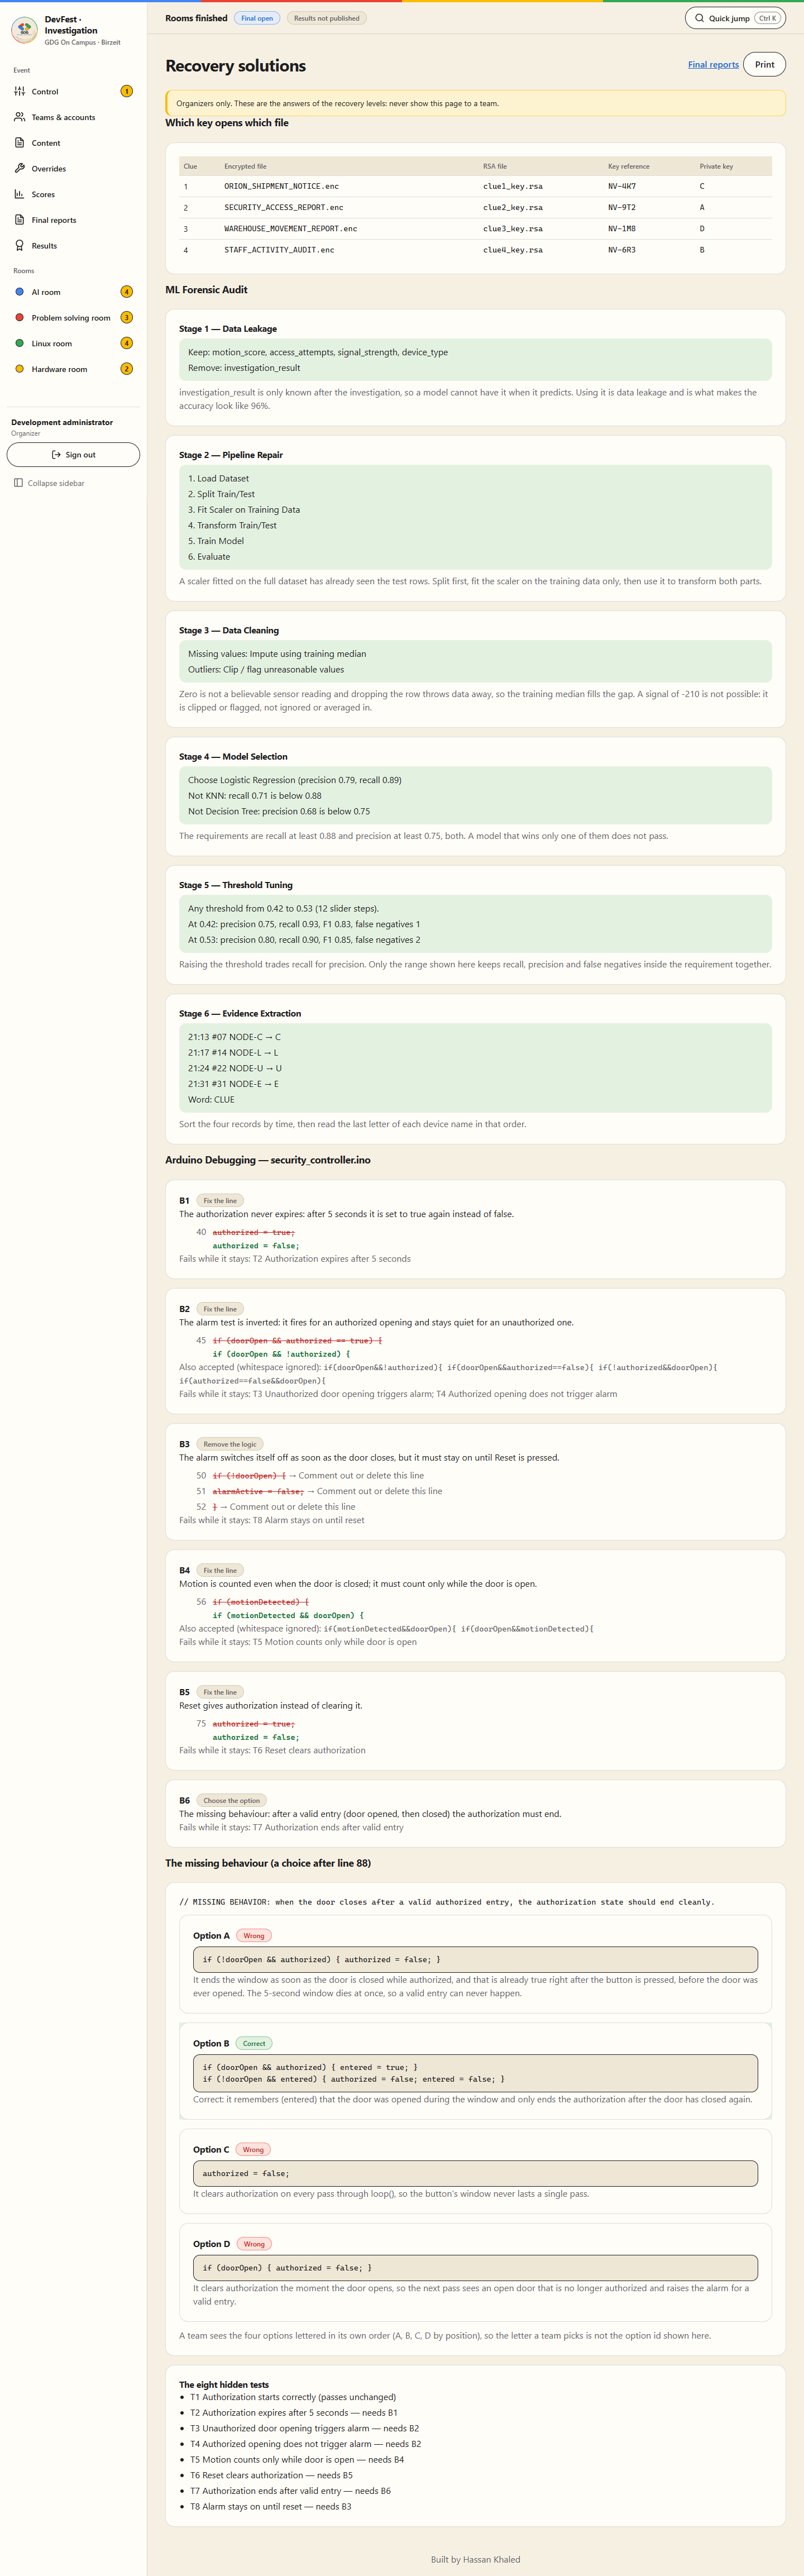 DevFest ·
Investigation
GDG On Campus · Birzeit
Event
Control 1
Teams & accounts
Content
Overrides
Scores
Final reports
Results
Rooms
AI room 4
Problem solving room 3
Linux room 4
Hardware room 2
Development administrator
Organizer
Sign out
Collapse sidebar
Rooms finished Final open Results not published Quick jump Ctrl K
Recovery solutions Final reports Print
Organizers only. These are the answers of the recovery levels: never show this page to a team.
Which key opens which file
Clue Encrypted file RSA file Key reference Private key
1 ORION_SHIPMENT_NOTICE.enc clue1_key.rsa NV-4K7 C
2 SECURITY_ACCESS_REPORT.enc clue2_key.rsa NV-9T2 A
3 WAREHOUSE_MOVEMENT_REPORT.enc clue3_key.rsa NV-1M8 D
4 STAFF_ACTIVITY_AUDIT.enc clue4_key.rsa NV-6R3 B
ML Forensic Audit
Stage 1 — Data Leakage
Keep: motion_score, access_attempts, signal_strength, device_type
Remove: investigation_result
investigation_result is only known after the investigation, so a model cannot have it when it predicts. Using it is data leakage and is what makes the
accuracy look like 96%.
Stage 2 — Pipeline Repair
1. Load Dataset
2. Split Train/Test
3. Fit Scaler on Training Data
4. Transform Train/Test
5. Train Model
6. Evaluate
A scaler fitted on the full dataset has already seen the test rows. Split first, fit the scaler on the training data only, then use it to transform both parts.
Stage 3 — Data Cleaning
Missing values: Impute using training median
Outliers: Clip / flag unreasonable values
Zero is not a believable sensor reading and dropping the row throws data away, so the training median fills the gap. A signal of -210 is not possible: it
is clipped or flagged, not ignored or averaged in.
Stage 4 — Model Selection
Choose Logistic Regression (precision 0.79, recall 0.89)
Not KNN: recall 0.71 is below 0.88
Not Decision Tree: precision 0.68 is below 0.75
The requirements are recall at least 0.88 and precision at least 0.75, both. A model that wins only one of them does not pass.
Stage 5 — Threshold Tuning
Any threshold from 0.42 to 0.53 (12 slider steps).
At 0.42: precision 0.75, recall 0.93, F1 0.83, false negatives 1
At 0.53: precision 0.80, recall 0.90, F1 0.85, false negatives 2
Raising the threshold trades recall for precision. Only the range shown here keeps recall, precision and false negatives inside the requirement together.
Stage 6 — Evidence Extraction
21:13 #07 NODE-C → C
21:17 #14 NODE-L → L
21:24 #22 NODE-U → U
21:31 #31 NODE-E → E
Word: CLUE
Sort the four records by time, then read the last letter of each device name in that order.
Arduino Debugging — security_controller.ino
B1 Fix the line
The authorization never expires: after 5 seconds it is set to true again instead of false.
40 authorized = true;
authorized = false;
Fails while it stays: T2 Authorization expires after 5 seconds
B2 Fix the line
The alarm test is inverted: it fires for an authorized opening and stays quiet for an unauthorized one.
45 if (doorOpen && authorized == true) {
if (doorOpen && !authorized) {
Also accepted (whitespace ignored): if(doorOpen&&!authorized){ if(doorOpen&&authorized==false){ if(!authorized&&doorOpen){
if(authorized==false&&doorOpen){
Fails while it stays: T3 Unauthorized door opening triggers alarm; T4 Authorized opening does not trigger alarm
B3 Remove the logic
The alarm switches itself off as soon as the door closes, but it must stay on until Reset is pressed.
50 if (!doorOpen) { → Comment out or delete this line
51 alarmActive = false; → Comment out or delete this line
52 } → Comment out or delete this line
Fails while it stays: T8 Alarm stays on until reset
B4 Fix the line
Motion is counted even when the door is closed; it must count only while the door is open.
56 if (motionDetected) {
if (motionDetected && doorOpen) {
Also accepted (whitespace ignored): if(motionDetected&&doorOpen){ if(doorOpen&&motionDetected){
Fails while it stays: T5 Motion counts only while door is open
B5 Fix the line
Reset gives authorization instead of clearing it.
75 authorized = true;
authorized = false;
Fails while it stays: T6 Reset clears authorization
B6 Choose the option
The missing behaviour: after a valid entry (door opened, then closed) the authorization must end.
Fails while it stays: T7 Authorization ends after valid entry
The missing behaviour (a choice after line 88)
// MISSING BEHAVIOR: when the door closes after a valid authorized entry, the authorization state should end cleanly.
Option A Wrong
if (!doorOpen && authorized) { authorized = false; }
It ends the window as soon as the door is closed while authorized, and that is already true right after the button is pressed, before the door was
ever opened. The 5-second window dies at once, so a valid entry can never happen.
Option B Correct
if (doorOpen && authorized) { entered = true; }
if (!doorOpen && entered) { authorized = false; entered = false; }
Correct: it remembers (entered) that the door was opened during the window and only ends the authorization after the door has closed again.
Option C Wrong
authorized = false;
It clears authorization on every pass through loop(), so the button's window never lasts a single pass.
Option D Wrong
if (doorOpen) { authorized = false; }
It clears authorization the moment the door opens, so the next pass sees an open door that is no longer authorized and raises the alarm for a
valid entry.
A team sees the four options lettered in its own order (A, B, C, D by position), so the letter a team picks is not the option id shown here.
The eight hidden tests
• T1 Authorization starts correctly (passes unchanged)
• T2 Authorization expires after 5 seconds — needs B1
• T3 Unauthorized door opening triggers alarm — needs B2
• T4 Authorized opening does not trigger alarm — needs B2
• T5 Motion counts only while door is open — needs B4
• T6 Reset clears authorization — needs B5
• T7 Authorization ends after valid entry — needs B6
• T8 Alarm stays on until reset — needs B3
Built by Hassan Khaled